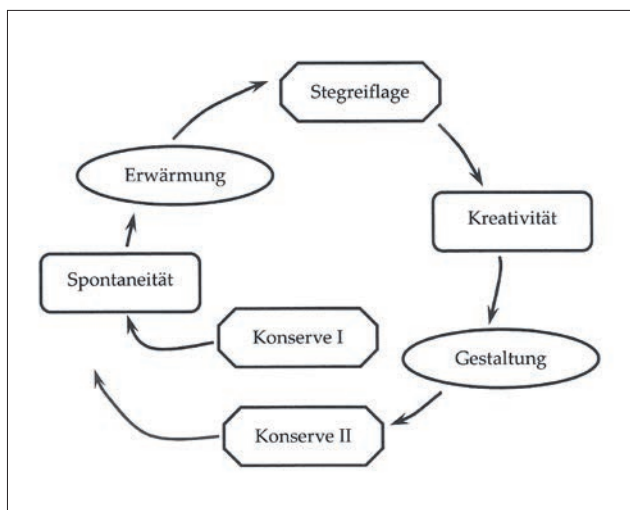 Stegreiflage
Erwärmung
Kreativität
Spontaneität
Konserve I
Gestaltung
Konserve II